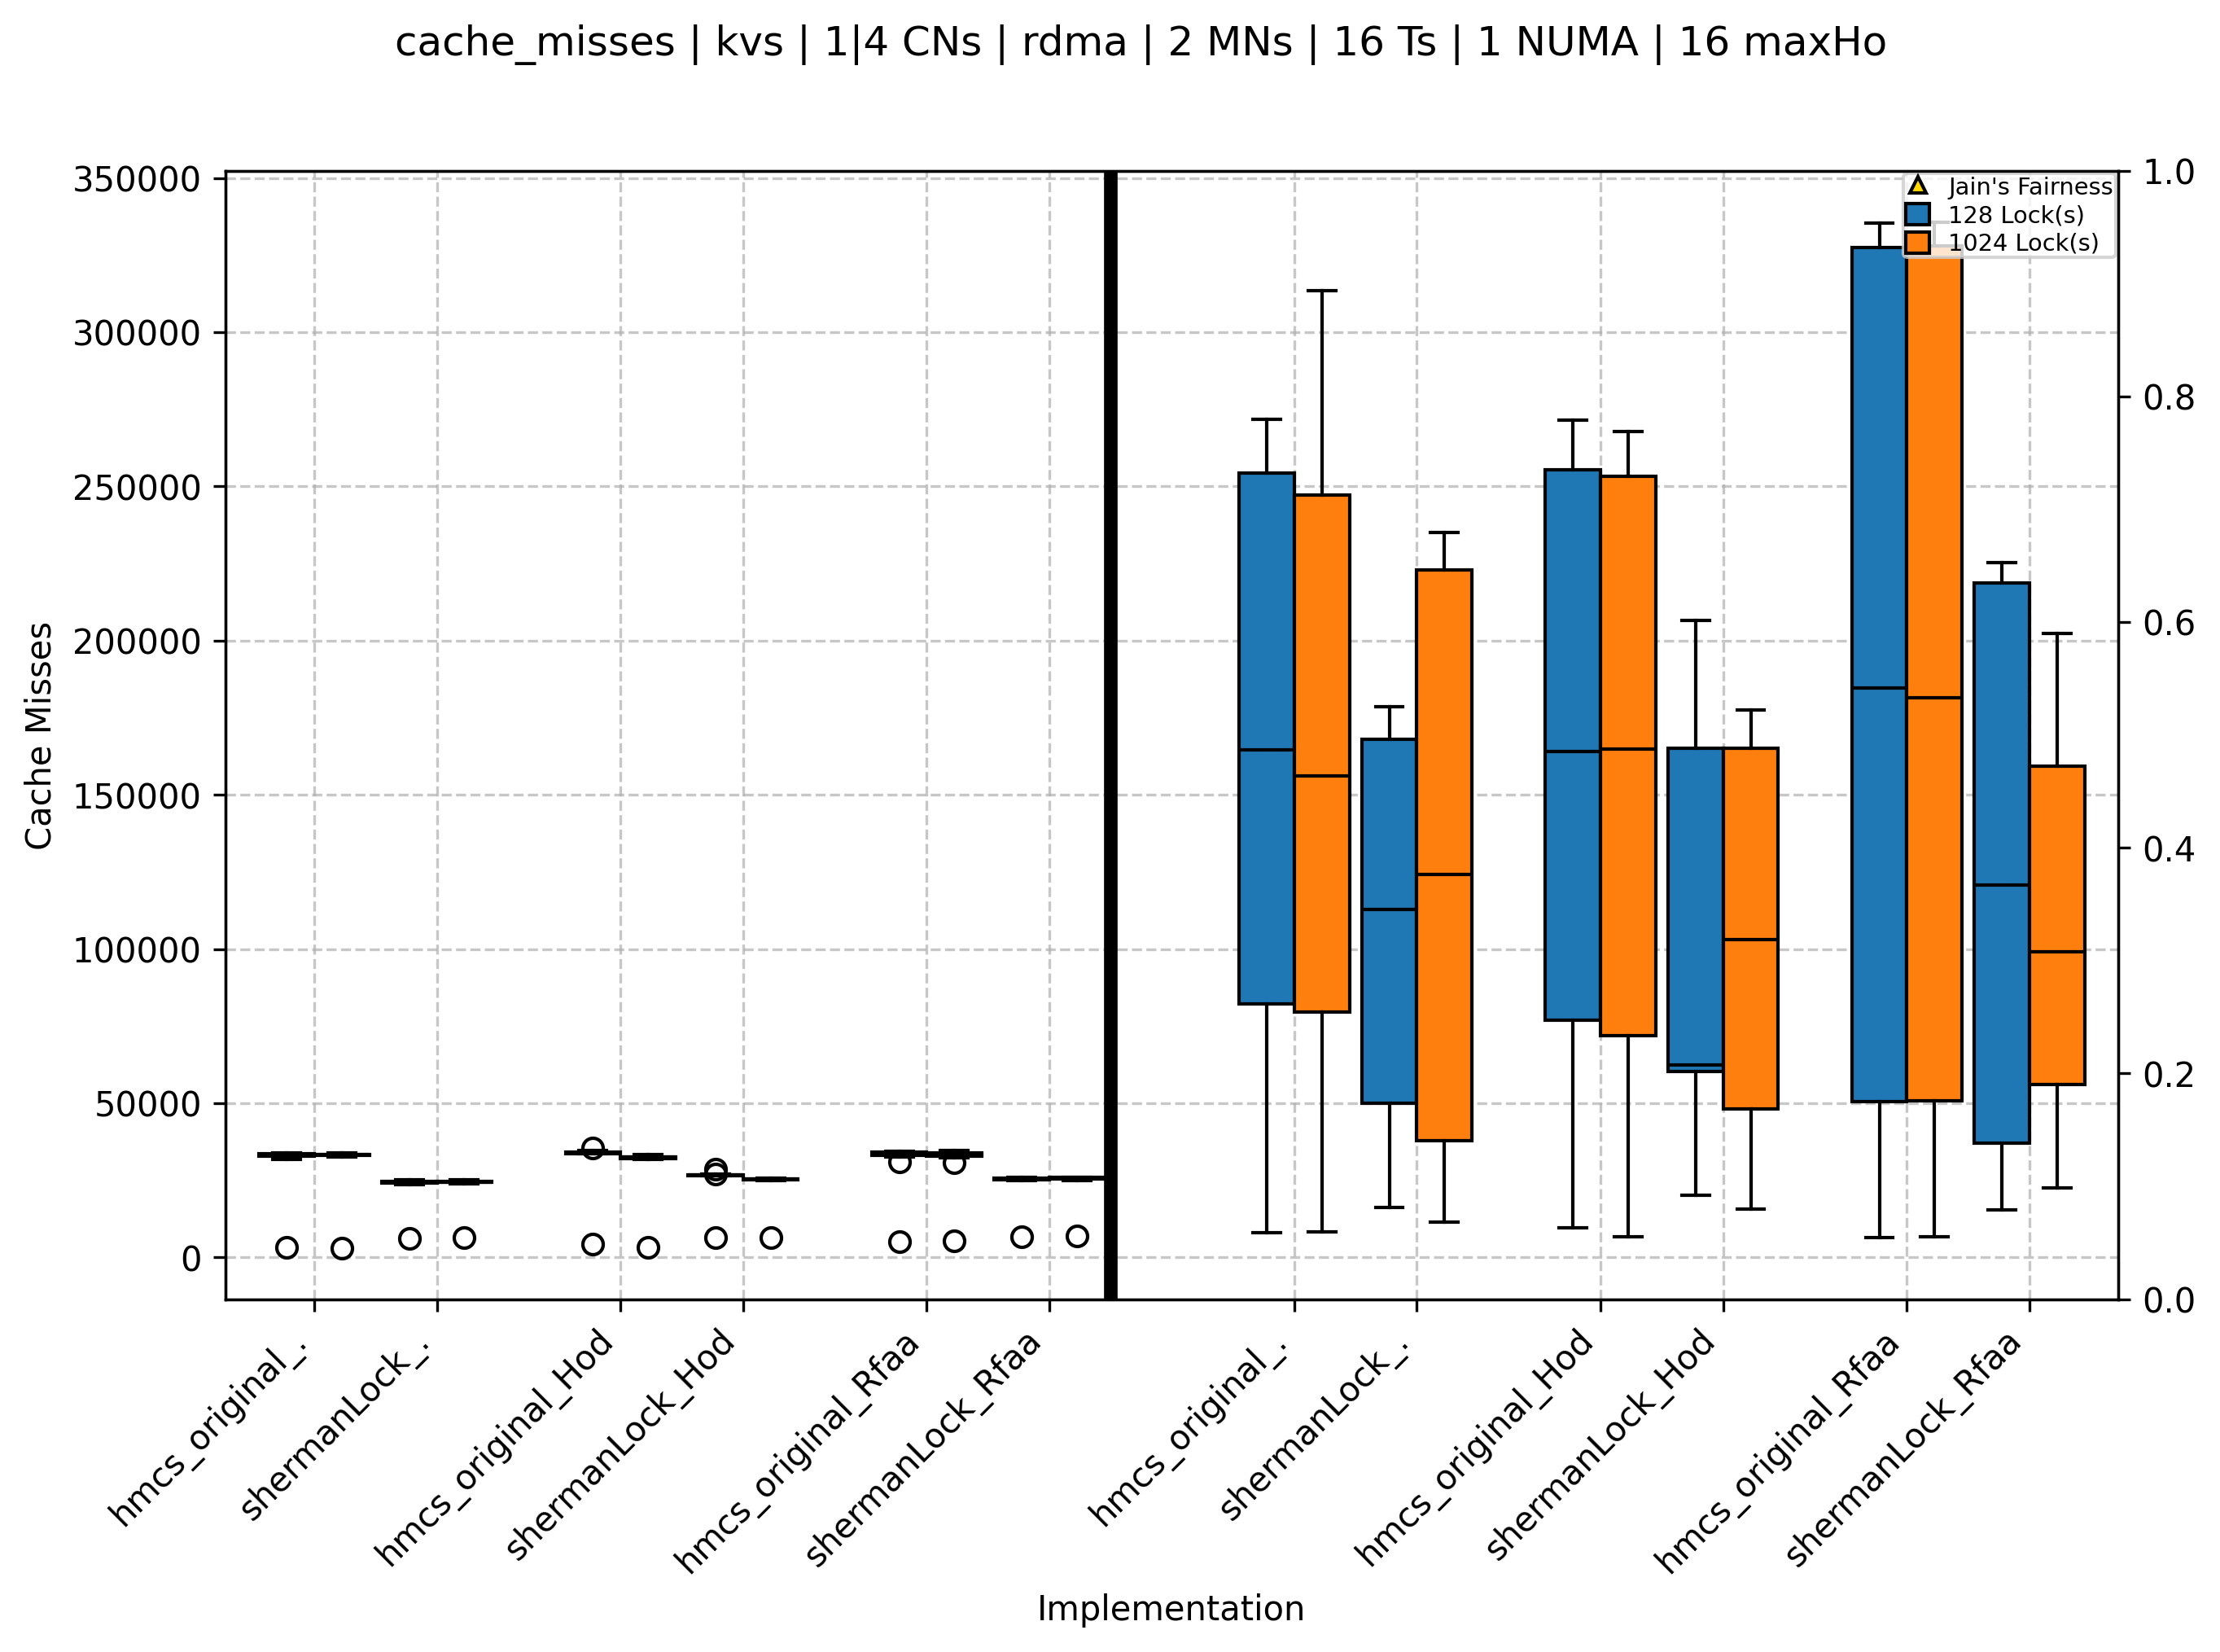 cache_misses | kvs | 1|4 CNs | rdma | 2 MNs | 16 Ts | 1 NUMA | 16 maxHo
350000
300000
250000
200000
150000
100000
50000
0
Cache Misses
1.0
0.8
0.6
0.4
0.2
0.0
Jain's Fairness
128 Lock(s)
1024 Lock(s)
hmcs_original_.
shermanLock_.
hmcs_original_Hod
shermanLock_Hod
hmcs_original_Rfaa
shermanLock_Rfaa
hmcs_original_.
shermanLock_.
hmcs_original_Hod
shermanLock_Hod
hmcs_original_Rfaa
shermanLock_Rfaa
Implementation